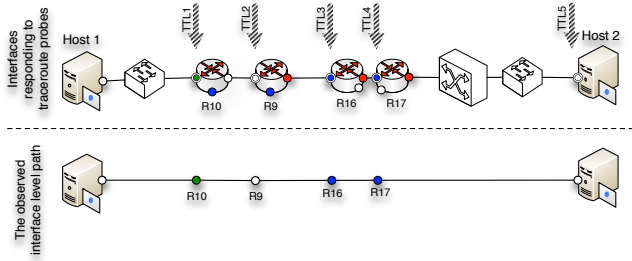 Interfaces
responding to
traceroute probes
Host 1
TTL1
TTL2
TTL3
TTL4
TTL5
Host 2
R10
R9
R16
R17
The observed
interface level path
R10
R9
R16
R17